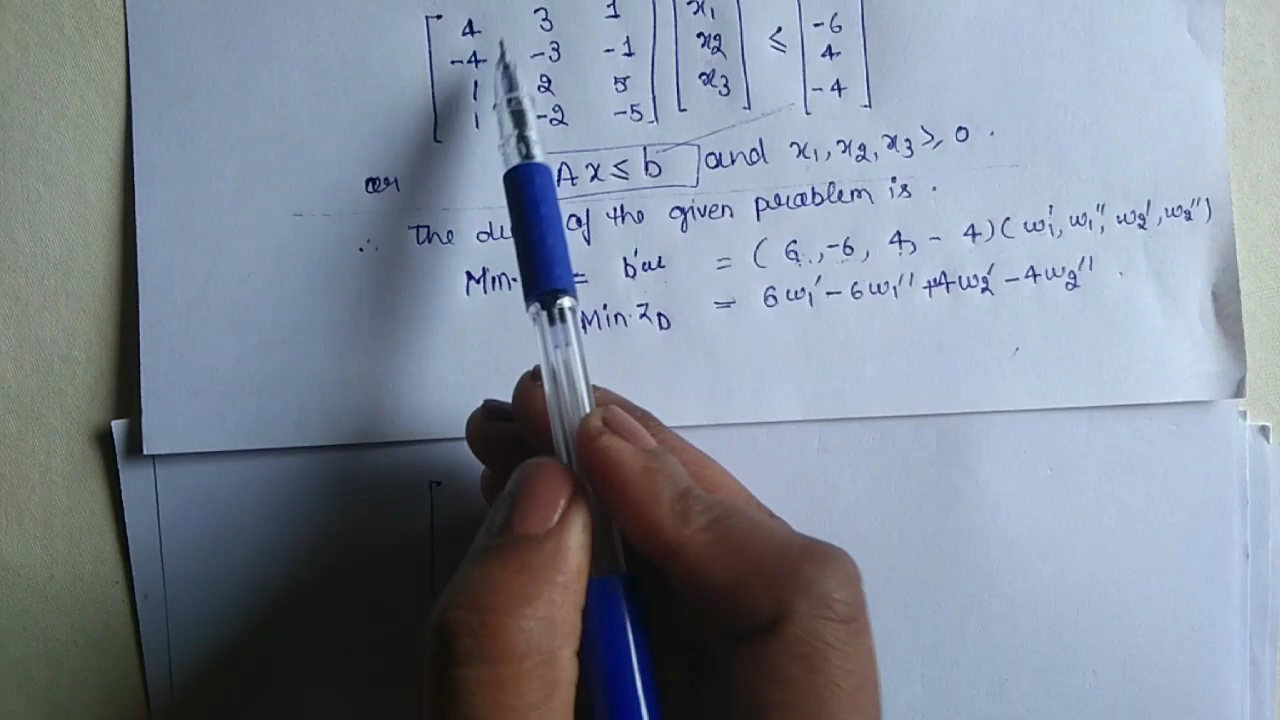 4 3 1 x1
-4 -3 -1 x2 ≤ -6
1 2 5 x3 4
1 -2 -5 -4
or Ax ≤ b and x1, x2, x3 ≥ 0.
∴ The of the given problem is.
Min. = b'w = (6, -6, 4, -4)(w1', w1'', w2', w2'')
Min. ZD = 6w1' - 6w1'' + 4w2' - 4w2''.